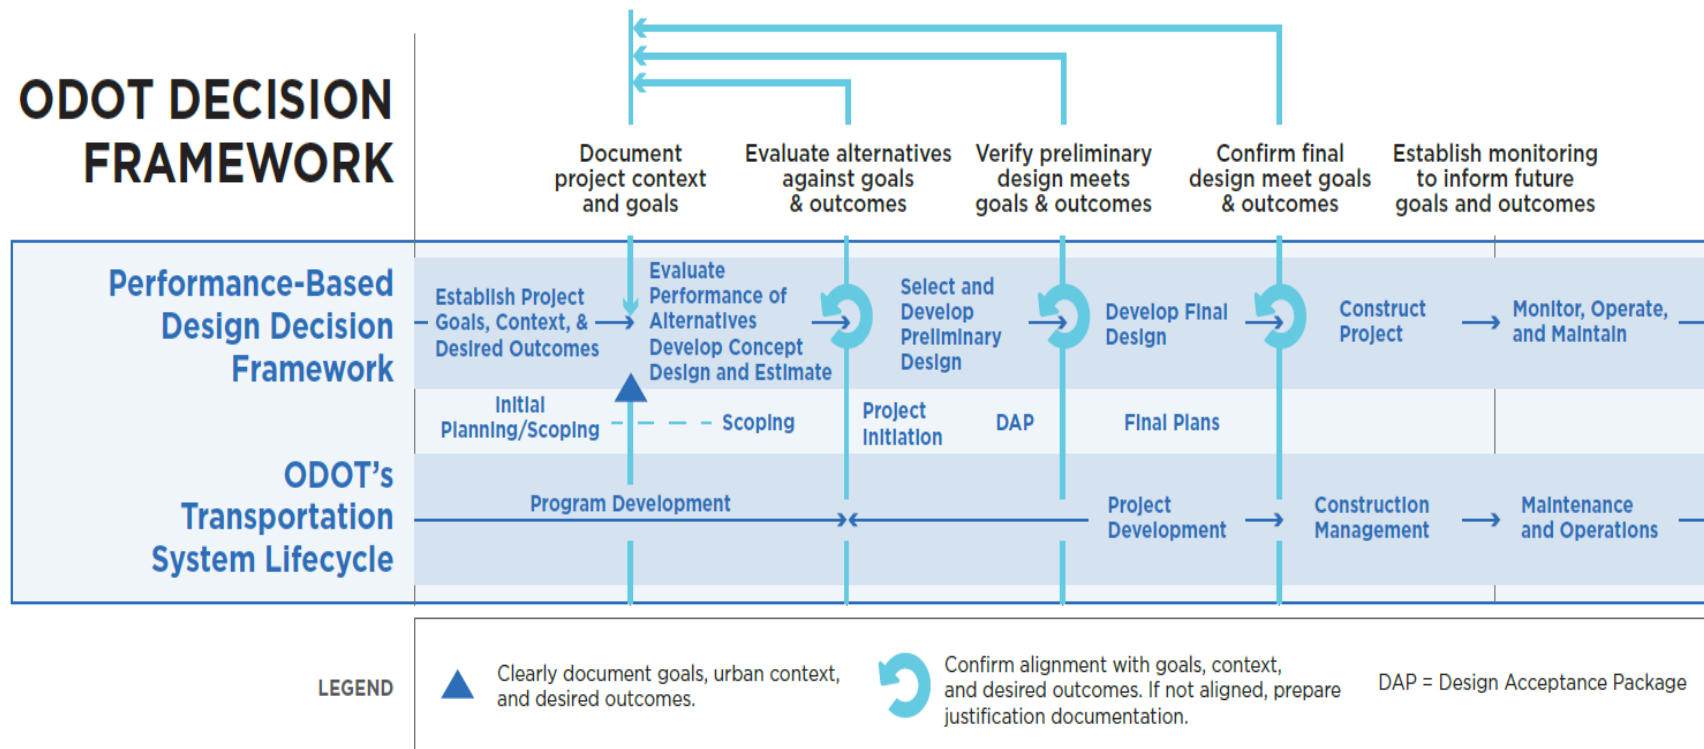 ODOT DECISION
FRAMEWORK
Document
project context
and goals
Evaluate alternatives
against goals
& outcomes
Verify preliminary
design meets
goals & outcomes
Confirm final
design meet goals
& outcomes
Establish monitoring
to inform future
goals and outcomes
Performance-Based
Design Decision
Framework
Establish Project
Goals, Context, &
Desired Outcomes
Evaluate
Performance of
Alternatives
Develop Concept
Design and Estimate
Select and
Develop
Preliminary
Design
Develop Final
Design
Construct
Project
Monitor, Operate,
and Maintain
Initial
Planning/Scoping
Scoping
Project
Initiation
DAP
Final Plans
ODOT's
Transportation
System Lifecycle
Program Development
Project
Development
Construction
Management
Maintenance
and Operations
LEGEND
Clearly document goals, urban context,
and desired outcomes.
Confirm alignment with goals, context,
and desired outcomes. If not aligned, prepare
justification documentation.
DAP = Design Acceptance Package